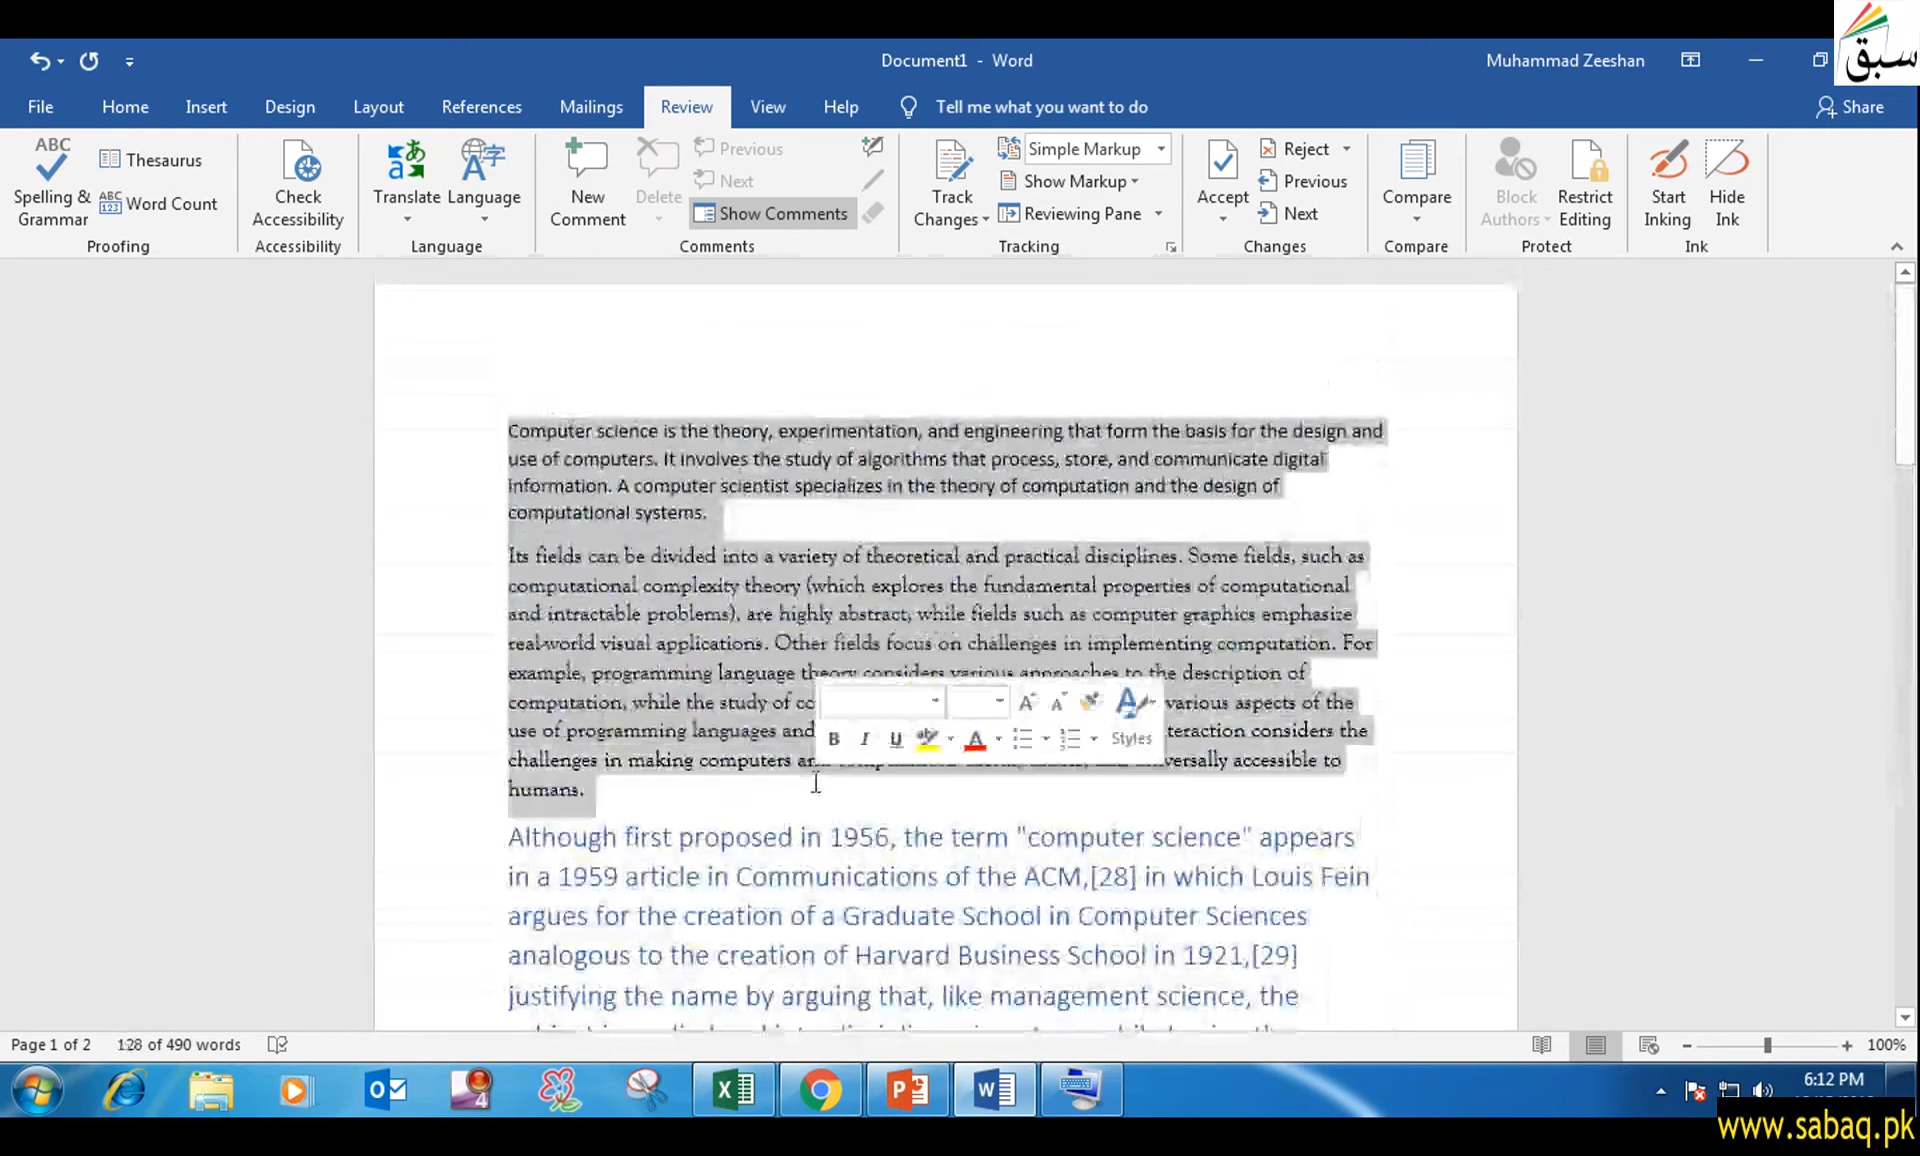 سبق
Document1 - Word
Muhammad Zeeshan
File Home Insert Design Layout References Mailings Review View Help Tell me what you want to do Share
ABC Spelling & Grammar
Thesaurus
ABC 123 Word Count
Proofing
Check Accessibility
Accessibility
Translate Language
Language
New Comment
Delete
Previous
Next
Show Comments
Comments
Track Changes
Simple Markup
Show Markup
Reviewing Pane
Tracking
Accept
Reject
Previous
Next
Changes
Compare
Compare
Block Authors
Restrict Editing
Protect
Start Inking
Hide Ink
Ink
Computer science is the theory, experimentation, and engineering that form the basis for the design and
use of computers. It involves the study of algorithms that process, store, and communicate digital
information. A computer scientist specializes in the theory of computation and the design of
computational systems.
Its fields can be divided into a variety of theoretical and practical disciplines. Some fields, such as
computational complexity theory (which explores the fundamental properties of computational
and intractable problems), are highly abstract, while fields such as computer graphics emphasize
real-world visual applications. Other fields focus on challenges in implementing computation. For
example, programming language theory considers various approaches to the description of
computation, while the study of various aspects of the
use of programming languages and considers the
challenges in making computers accessible to
humans.
B I U Styles
Although first proposed in 1956, the term "computer science" appears
in a 1959 article in Communications of the ACM,[28] in which Louis Fein
argues for the creation of a Graduate School in Computer Sciences
analogous to the creation of Harvard Business School in 1921,[29]
justifying the name by arguing that, like management science, the
Page 1 of 2 128 of 490 words 100%
6:12 PM
www.sabaq.pk